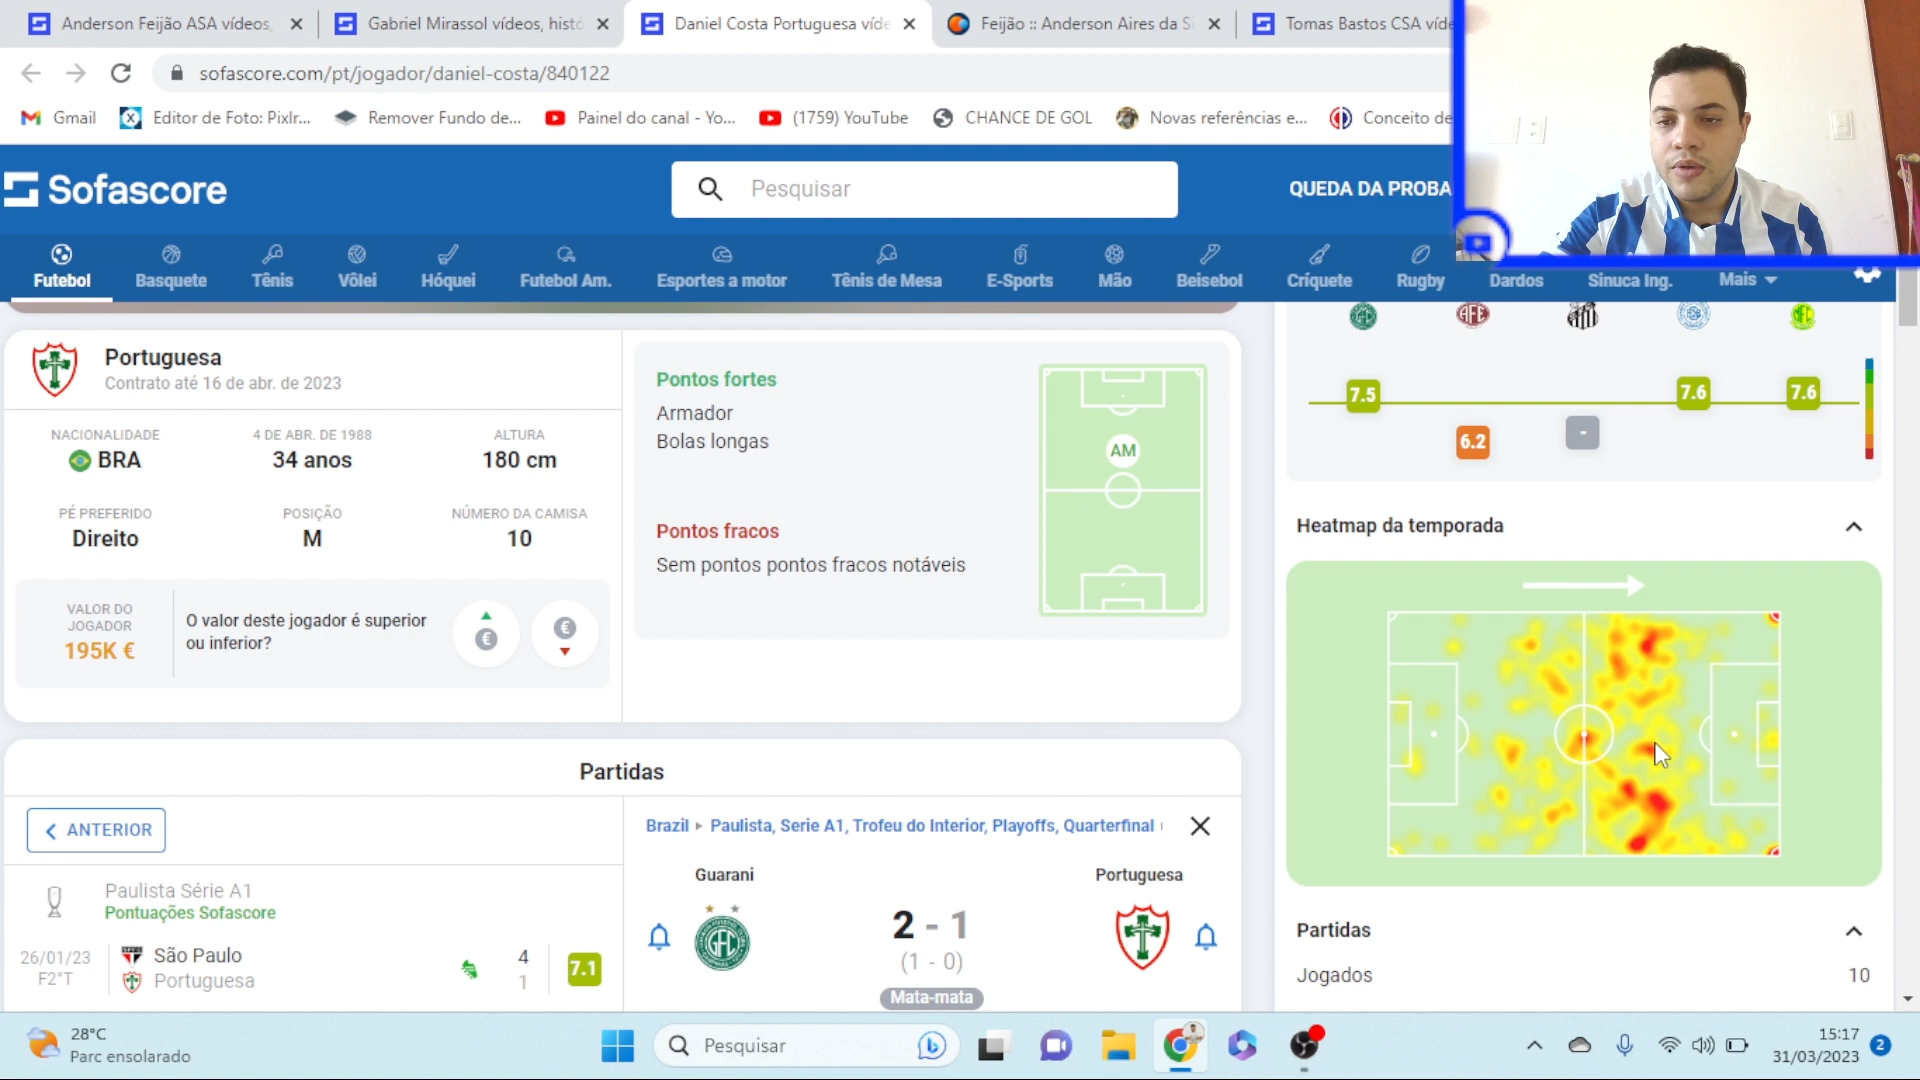 Anderson Feijão ASA vídeos,
Gabriel Mirassol vídeos, histó
Daniel Costa Portuguesa víde
Feijão :: Anderson Aires da S
Tomas Bastos CSA víde
sofascore.com/pt/jogador/daniel-costa/840122
Gmail
Editor de Foto: Pixlr...
Remover Fundo de...
Painel do canal - Yo...
(1759) YouTube
CHANCE DE GOL
Novas referências e...
Conceito de
Sofascore
Pesquisar
QUEDA DA PROBA
Futebol
Basquete
Tênis
Vôlei
Hóquei
Futebol Am.
Esportes a motor
Tênis de Mesa
E-Sports
Mão
Beisebol
Críquete
Rugby
Dardos
Sinuca Ing.
Mais
Portuguesa
Contrato até 16 de abr. de 2023
NACIONALIDADE
4 DE ABR. DE 1988
ALTURA
BRA
34 anos
180 cm
PÉ PREFERIDO
POSIÇÃO
NÚMERO DA CAMISA
Direito
M
10
VALOR DO
JOGADOR
195K €
O valor deste jogador é superior
ou inferior?
Pontos fortes
Armador
Bolas longas
Pontos fracos
Sem pontos pontos fracos notáveis
AM
7.5
6.2
-
7.6
7.6
Heatmap da temporada
Partidas
Jogados
10
Partidas
ANTERIOR
Paulista Série A1
Pontuações Sofascore
26/01/23
F2°T
São Paulo
4
Portuguesa
1
7.1
Brazil
Paulista, Serie A1, Trofeu do Interior, Playoffs, Quarterfinal
Guarani
Portuguesa
2 - 1
(1 - 0)
Mata-mata
28°C
Parc ensolarado
Pesquisar
15:17
31/03/2023
2